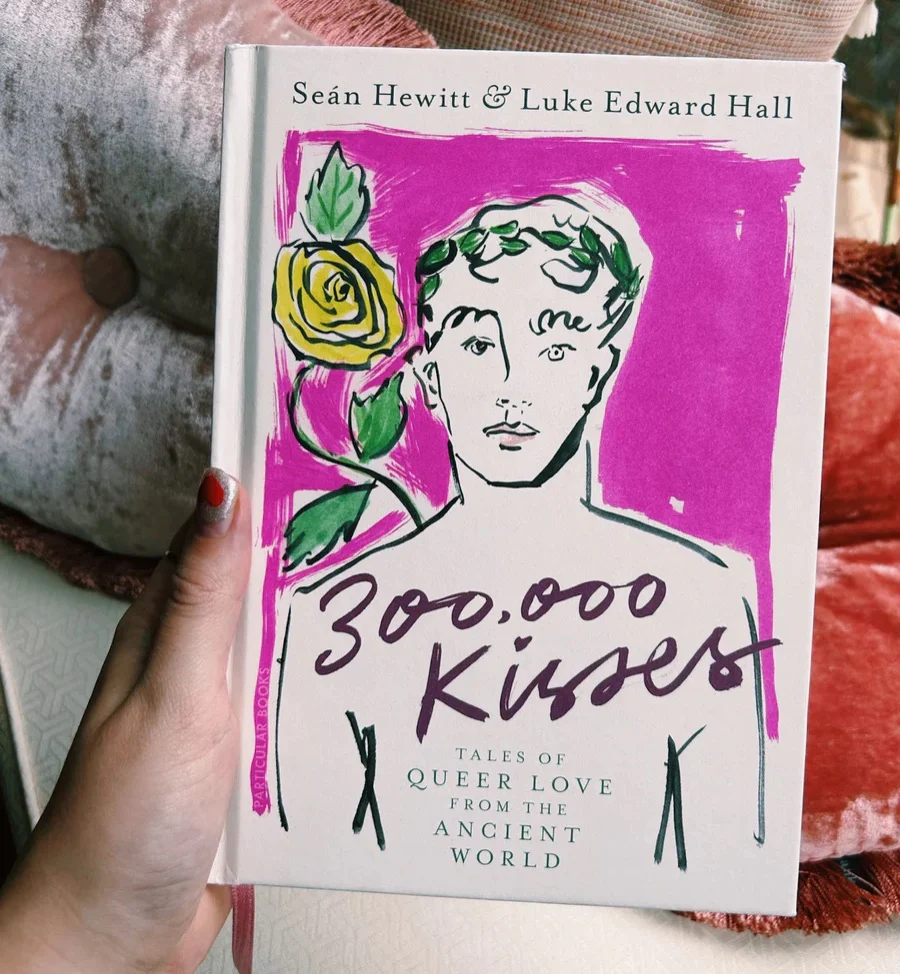 Seán Hewitt & Luke Edward Hall
300,000
Kisses
TALES OF
QUEER LOVE
FROM THE
ANCIENT
WORLD
PARTICULAR BOOKS